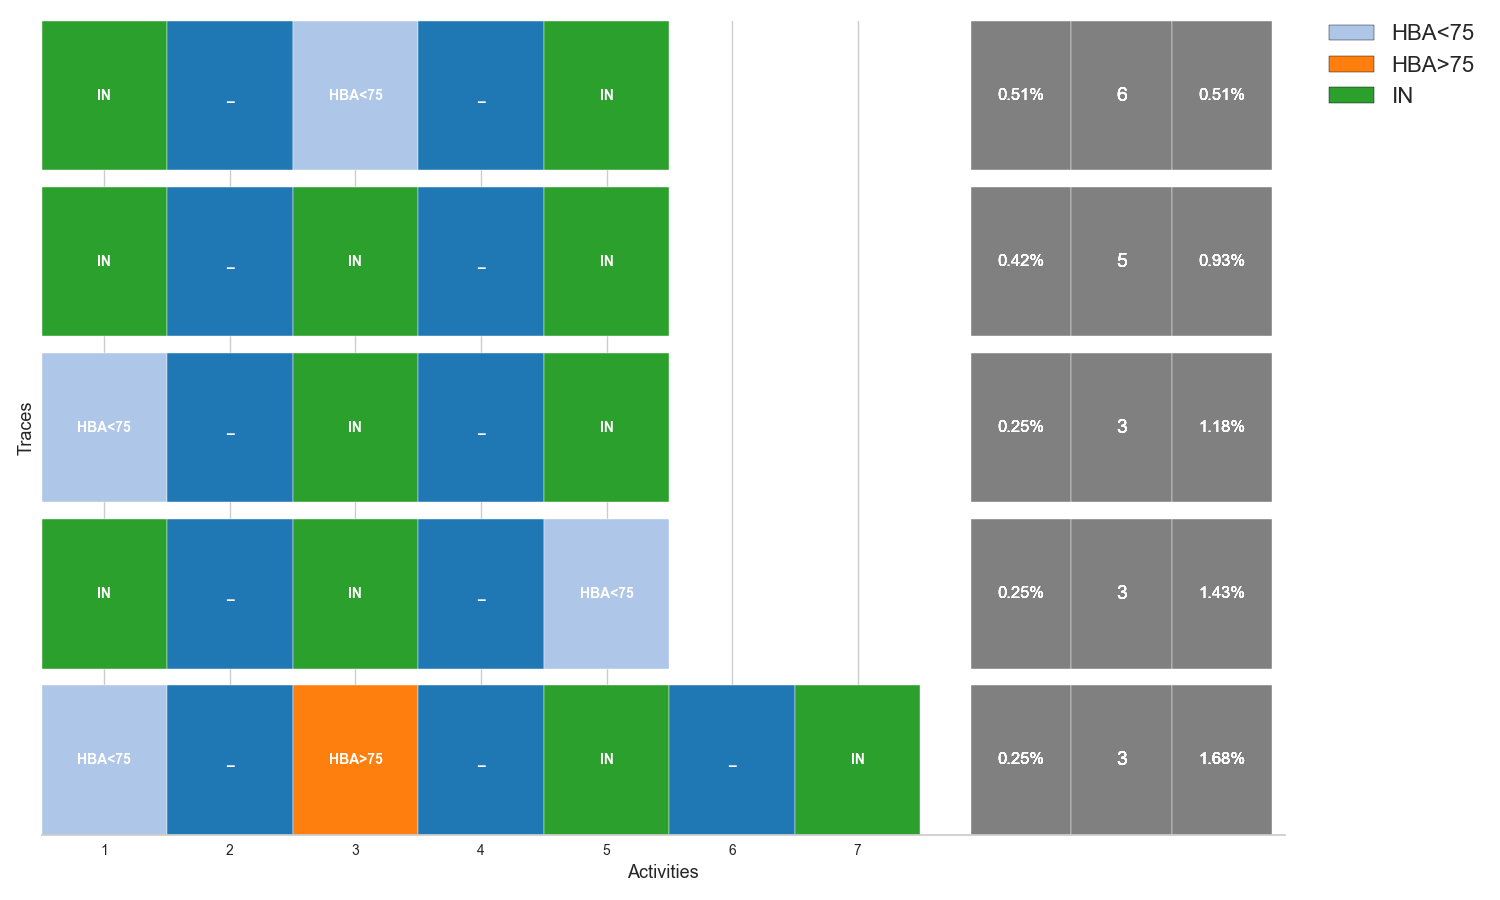 IN _ HBA<75 _ IN 0.51% 6 0.51%
IN _ IN _ IN 0.42% 5 0.93%
HBA<75 _ IN _ IN 0.25% 3 1.18%
IN _ IN _ HBA<75 0.25% 3 1.43%
HBA<75 _ HBA>75 _ IN _ IN 0.25% 3 1.68%
1 2 3 4 5 6 7
Activities
Traces
HBA<75
HBA>75
IN